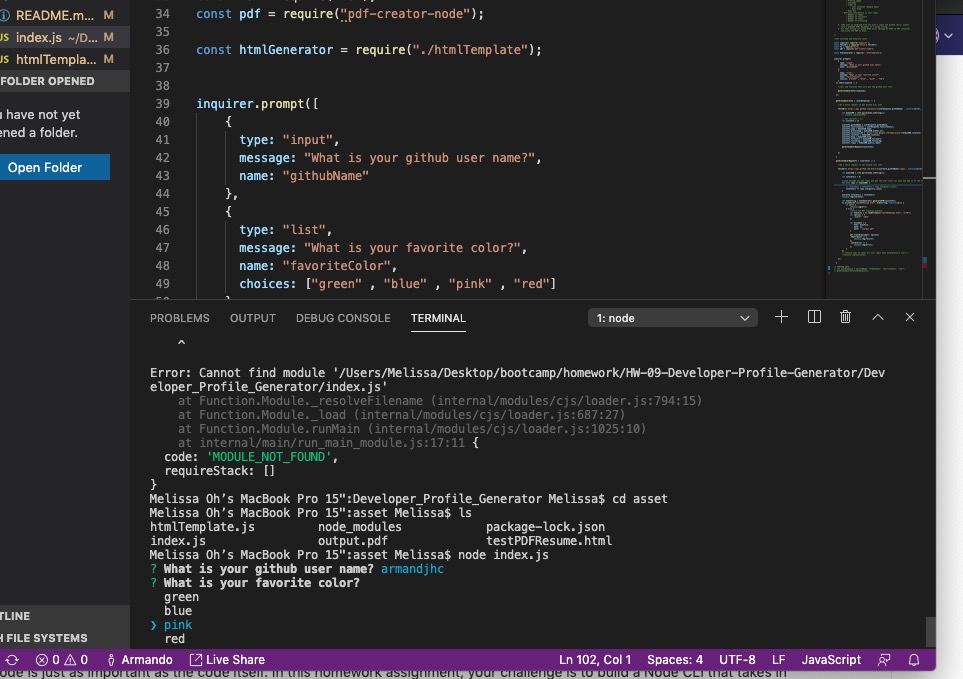 README.m... M
JS index.js ~/D... M
JS htmlTempla... M
FOLDER OPENED
have not yet
ened a folder.
Open Folder
TLINE
H FILE SYSTEMS
34 const pdf = require("pdf-creator-node");
35
36 const htmlGenerator = require("./htmlTemplate");
37
38
39 inquirer.prompt([
40 {
41 type: "input",
42 message: "What is your github user name?",
43 name: "githubName"
44 },
45 {
46 type: "list",
47 message: "What is your favorite color?",
48 name: "favoriteColor",
49 choices: ["green" , "blue" , "pink" , "red"]
PROBLEMS OUTPUT DEBUG CONSOLE TERMINAL 1: node
^
Error: Cannot find module '/Users/Melissa/Desktop/bootcamp/homework/HW-09-Developer-Profile-Generator/Dev
eloper_Profile_Generator/index.js'
at Function.Module._resolveFilename (internal/modules/cjs/loader.js:794:15)
at Function.Module._load (internal/modules/cjs/loader.js:687:27)
at Function.Module.runMain (internal/modules/cjs/loader.js:1025:10)
at internal/main/run_main_module.js:17:11 {
code: 'MODULE_NOT_FOUND',
requireStack: []
}
Melissa Oh’s MacBook Pro 15":Developer_Profile_Generator Melissa$ cd asset
Melissa Oh’s MacBook Pro 15":asset Melissa$ ls
htmlTemplate.js node_modules package-lock.json
index.js output.pdf testPDFResume.html
Melissa Oh’s MacBook Pro 15":asset Melissa$ node index.js
? What is your github user name? armandjhc
? What is your favorite color?
green
blue
❯ pink
red
0 0 Armando Live Share Ln 102, Col 1 Spaces: 4 UTF-8 LF JavaScript
ode is just as important as the code itself. In this homework assignment, your challenge is to build a Node CLI that takes in